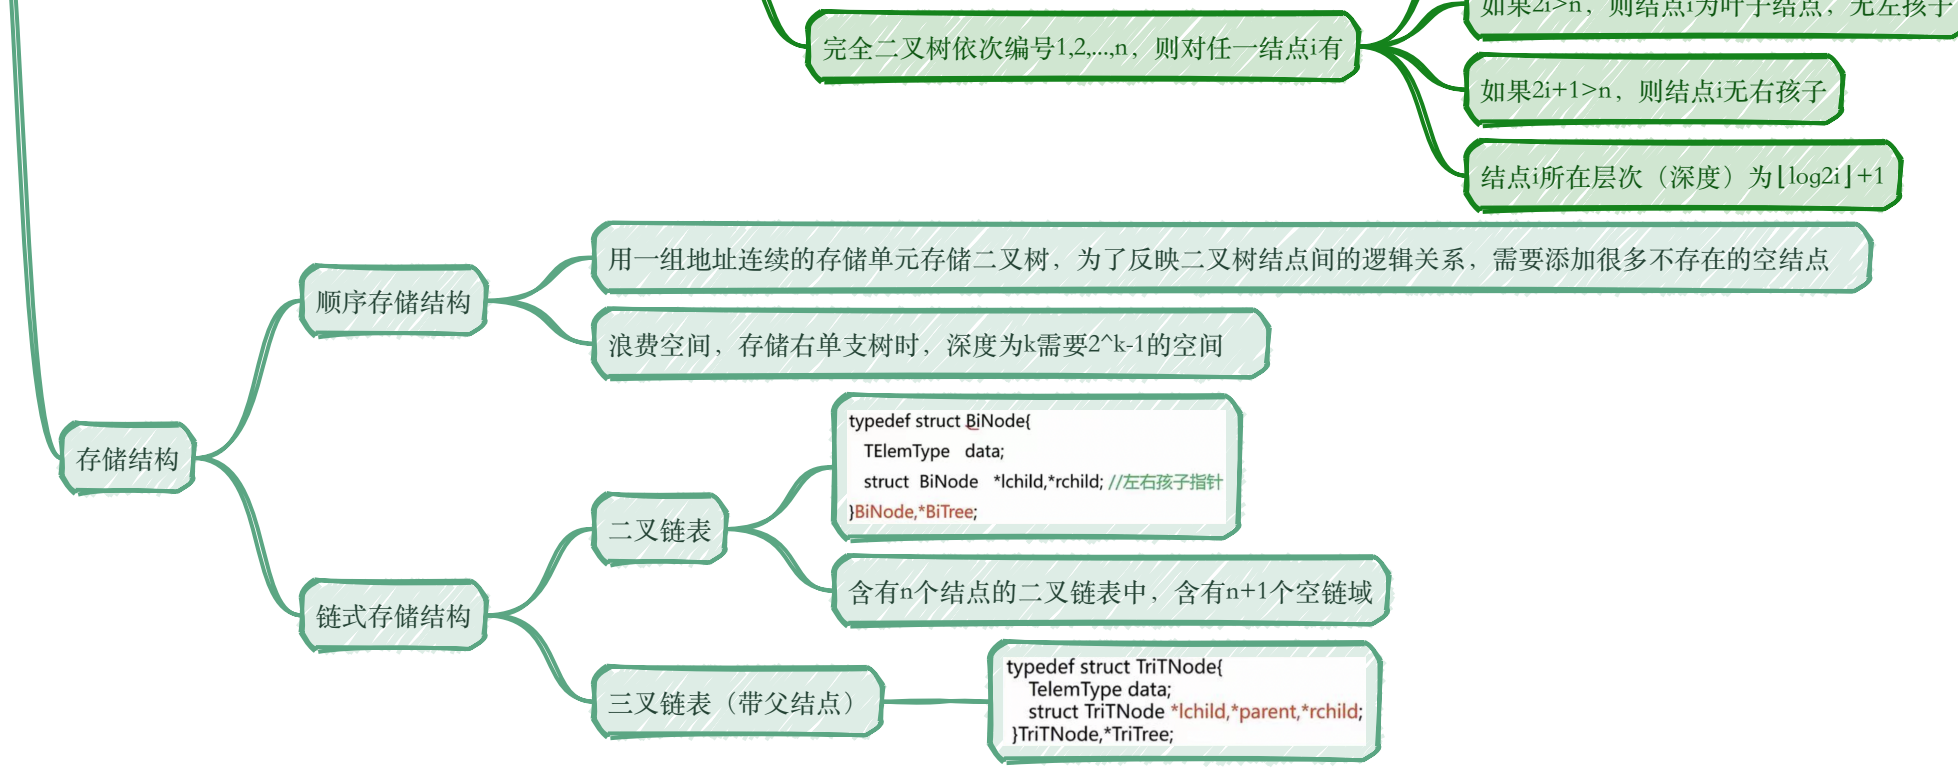 如果2i>n，则结点i为叶子结点，无左孩子
完全二叉树依次编号1,2,...,n，则对任一结点i有
如果2i+1>n，则结点i无右孩子
结点i所在层次（深度）为⌊log2i⌋+1
用一组地址连续的存储单元存储二叉树，为了反映二叉树结点间的逻辑关系，需要添加很多不存在的空结点
顺序存储结构
浪费空间，存储右单支树时，深度为k需要2^k-1的空间
存储结构
typedef struct BiNode{
TElemType data;
struct BiNode *lchild,*rchild; //左右孩子指针
}BiNode,*BiTree;
二叉链表
含有n个结点的二叉链表中，含有n+1个空链域
链式存储结构
三叉链表（带父结点）
typedef struct TriTNode{
TelemType data;
struct TriTNode *lchild,*parent,*rchild;
}TriTNode,*TriTree;